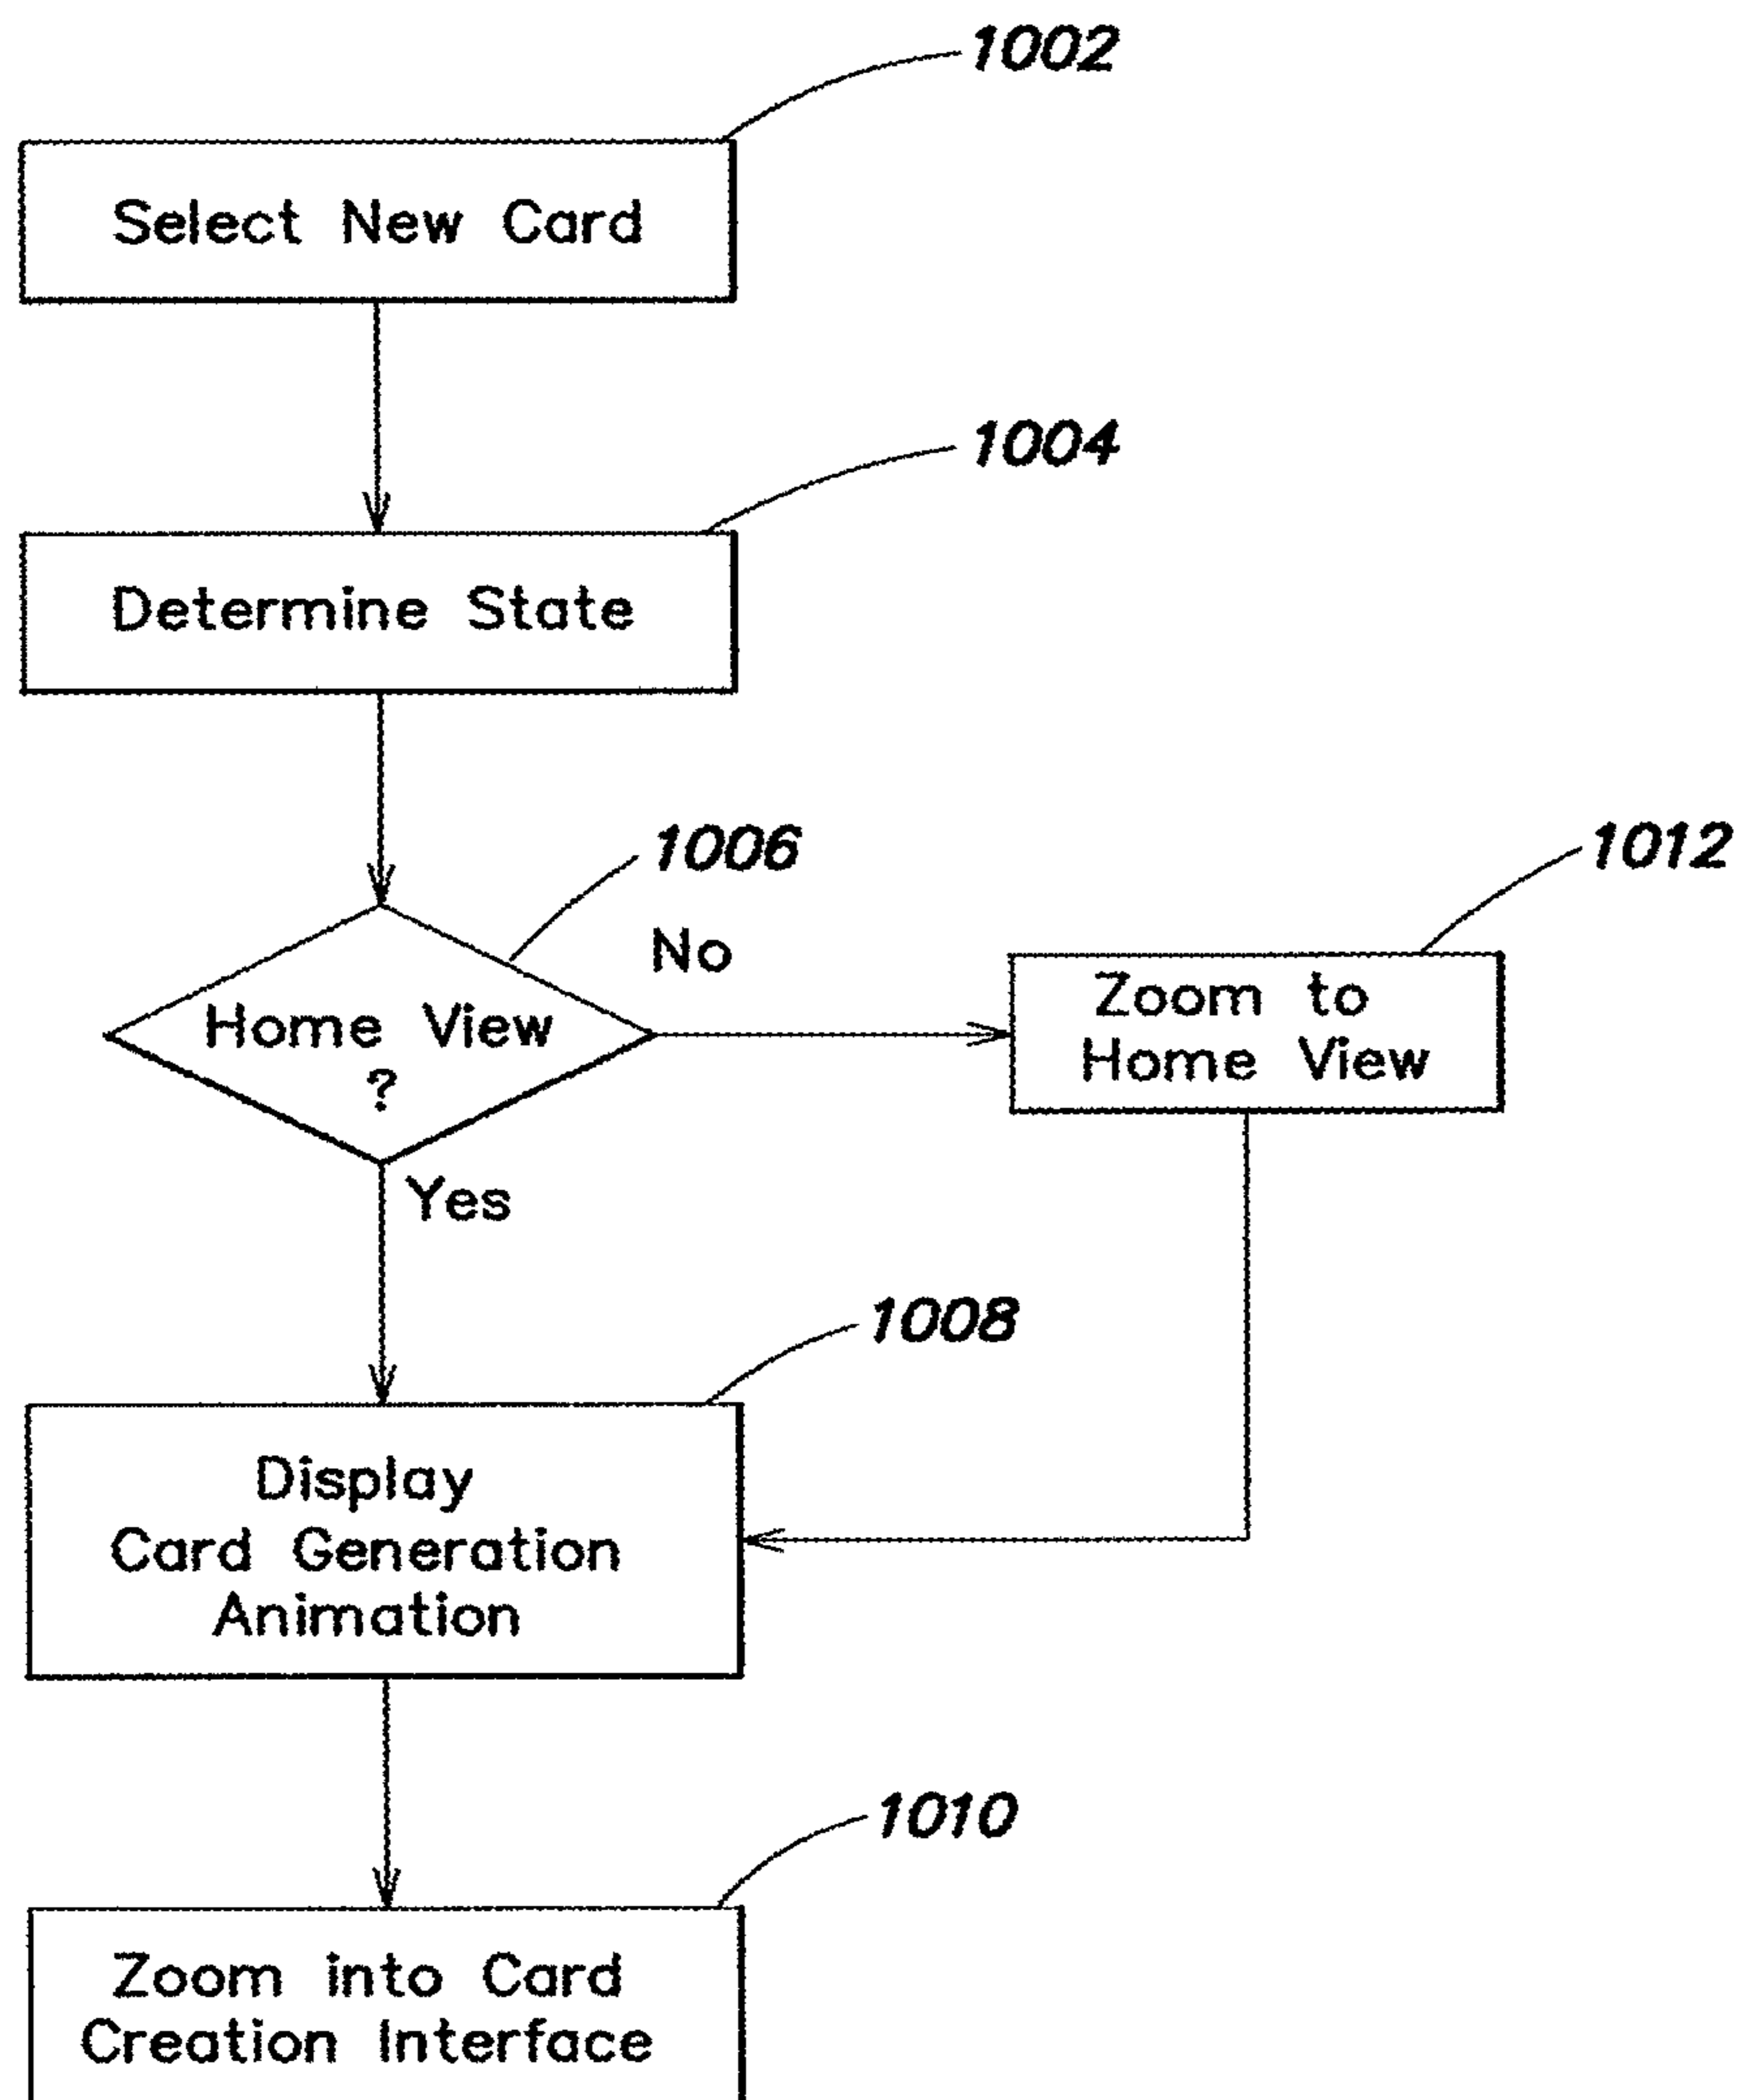 1002
Select New Card
1004
Determine State
1006
No
1012
Home View
?
Zoom to
Home View
Yes
1008
Display
Card Generation
Animation
1010
Zoom into Card
Creation Interface